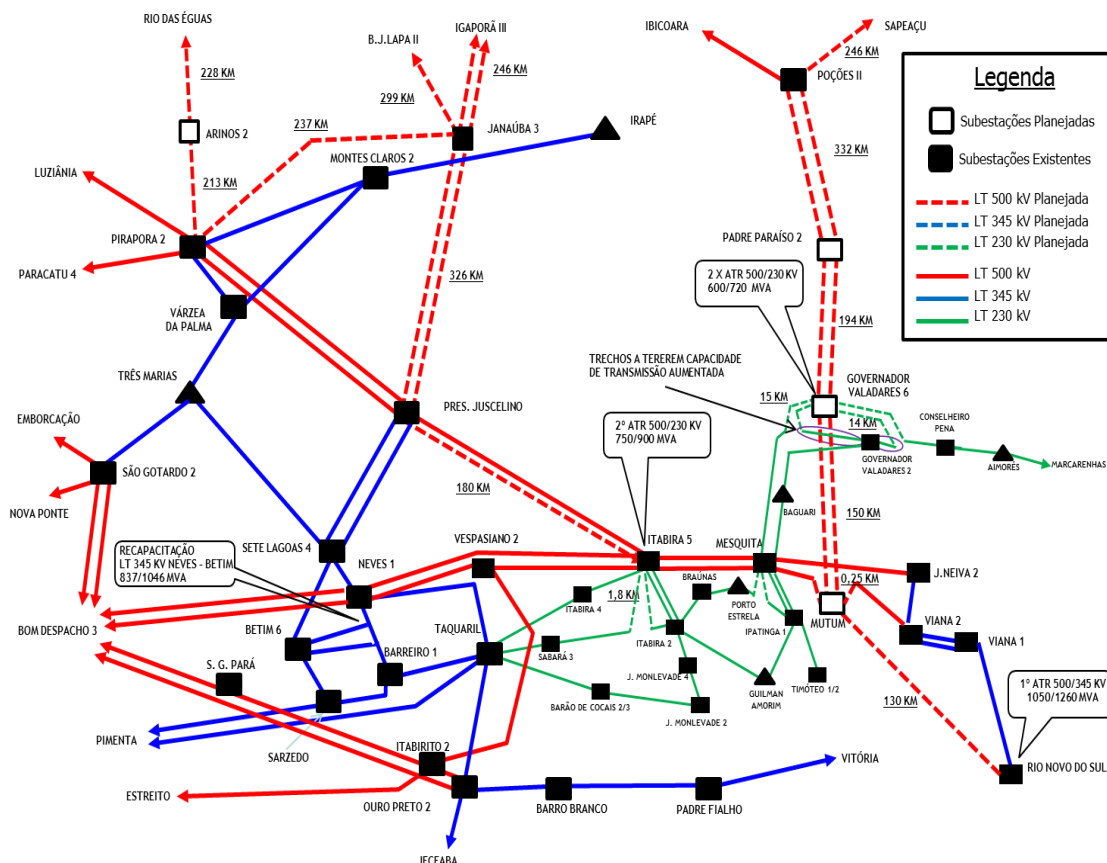 RIO DAS ÉGUAS
228 KM
ARINOS 2
213 KM
237 KM
B.J.LAPA II
299 KM
IGAPORÃ III
246 KM
JANAÚBA 3
IRAPÉ
MONTES CLAROS 2
LUZIÂNIA
PIRAPORA 2
PARACATU 4
VÁRZEA
DA PALMA
326 KM
TRÊS MARIAS
PRES. JUSCELINO
EMBORCAÇÃO
SÃO GOTARDO 2
NOVA PONTE
180 KM
IBICOARA
SAPEAÇU
246 KM
POÇÕES II
332 KM
PADRE PARAÍSO 2
194 KM
Legenda
Subestações Planejadas
Subestações Existentes
LT 500 kV Planejada
LT 345 kV Planejada
LT 230 kV Planejada
LT 500 kV
LT 345 kV
LT 230 kV
2 X ATR 500/230 KV
600/720 MVA
TRECHOS A TEREREM CAPACIDADE
DE TRANSMISSÃO AUMENTADA
15 KM
GOVERNADOR
VALADARES 6
14 KM
CONSELHEIRO
PENA
GOVERNADOR
VALADARES 2
AIMORÉS
MARCARENHAS
2º ATR 500/230 KV
750/900 MVA
BAGUARI
150 KM
RECAPACITAÇÃO
LT 345 KV NEVES - BETIM
837/1046 MVA
SETE LAGOAS 4
NEVES 1
VESPASIANO 2
ITABIRA 5
MESQUITA
J.NEIVA 2
0,25 KM
MUTUM
BRAÚNAS
PORTO
ESTRELA
IPATINGA 1
1,8 KM
ITABIRA 4
ITABIRA 2
SABARÁ 3
VIANA 2
VIANA 1
BOM DESPACHO 3
BETIM 6
BARREIRO 1
TAQUARIL
S. G. PARÁ
J. MONLEVADE 4
GUILMAN
AMORIM
TIMÓTEO 1/2
BARÃO DE COCAIS 2/3
J. MONLEVADE 2
130 KM
1º ATR 500/345 KV
1050/1260 MVA
RIO NOVO DO SUL
PIMENTA
SARZEDO
ITABIRITO 2
ESTREITO
OURO PRETO 2
BARRO BRANCO
PADRE FIALHO
VITÓRIA
JECEABA